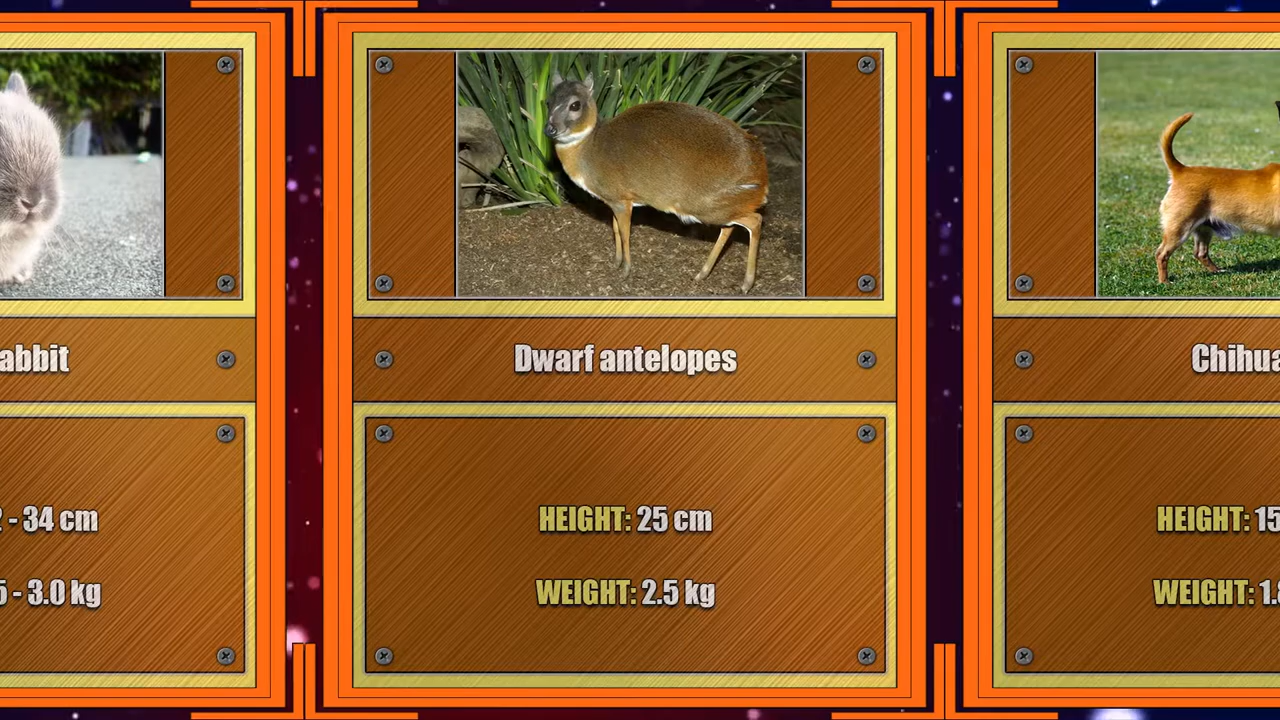 abbit
- 34 cm
- 3.0 kg
Dwarf antelopes
HEIGHT: 25 cm
WEIGHT: 2.5 kg
Chihua
HEIGHT: 15
WEIGHT: 1.